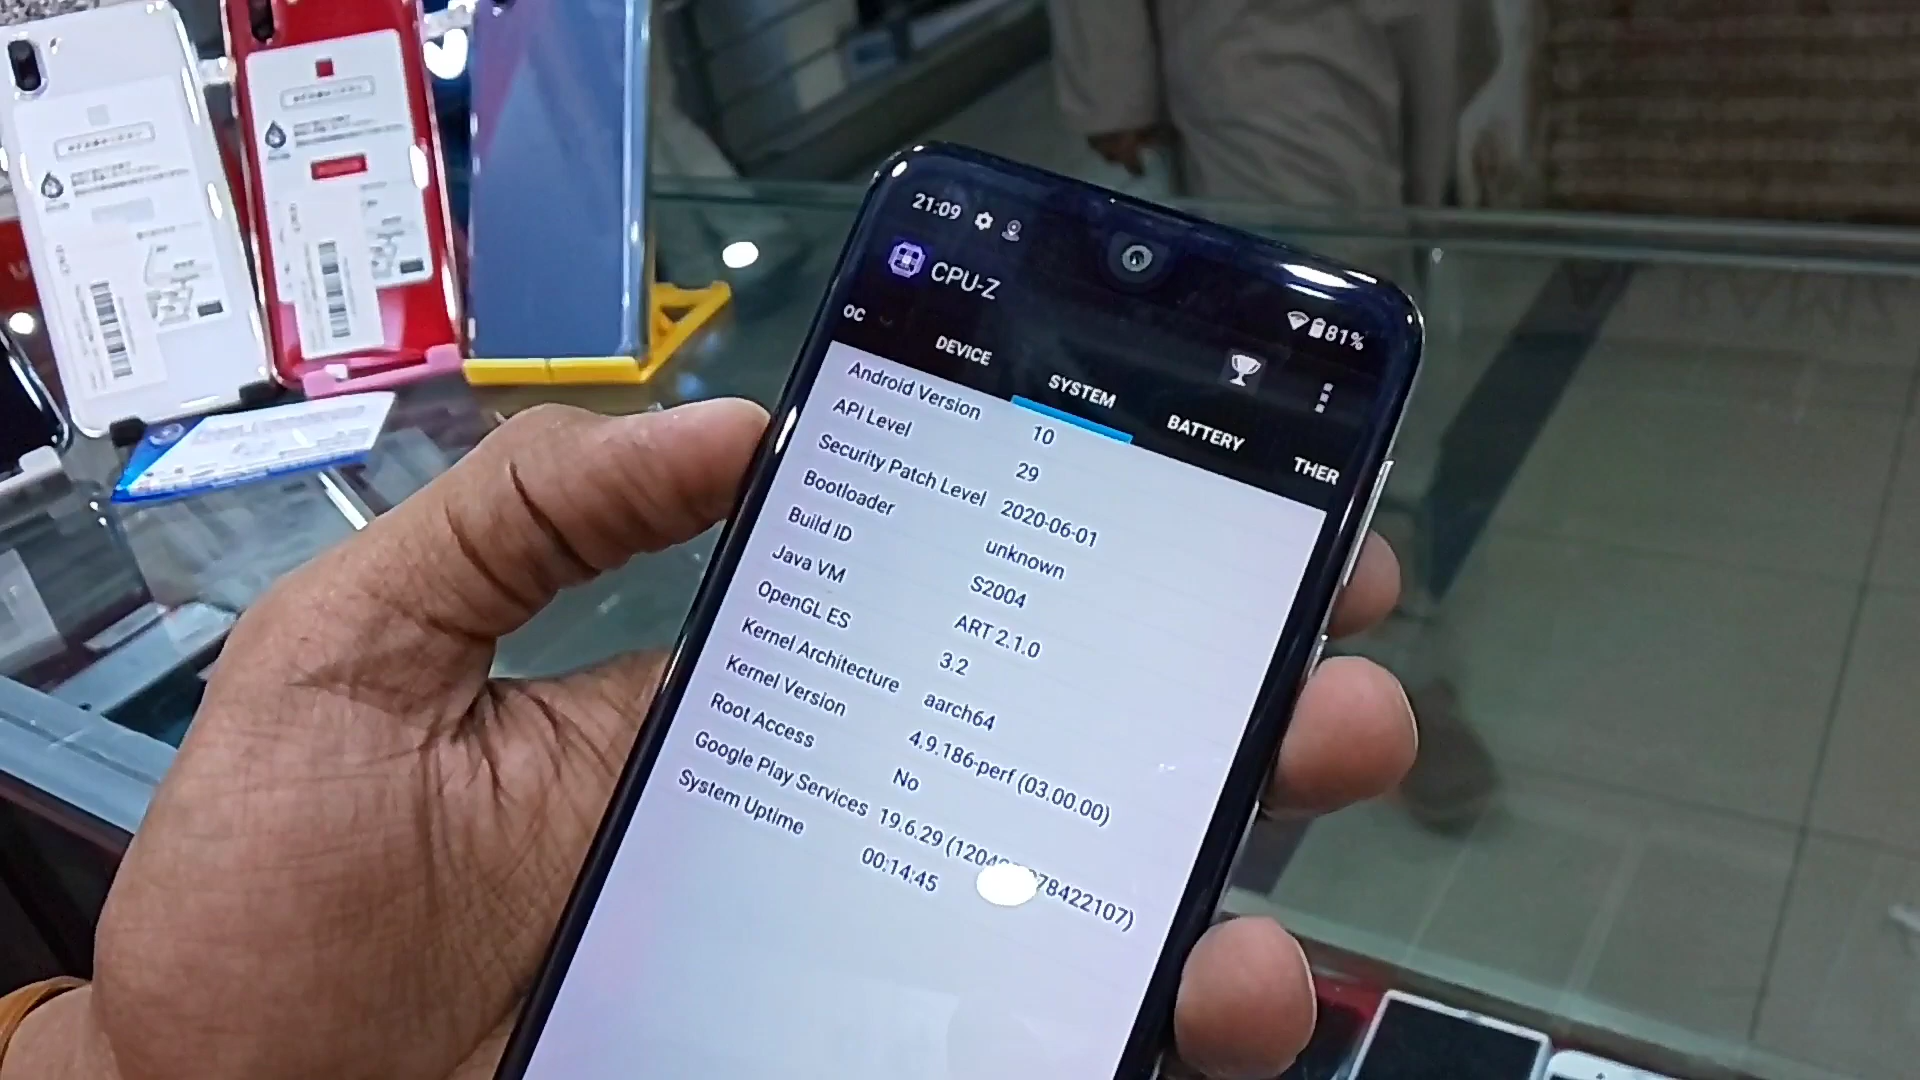 21:09
81%
CPU-Z
OC
DEVICE
SYSTEM
BATTERY
THER
Android Version 10
API Level 29
Security Patch Level 2020-06-01
Bootloader unknown
Build ID S2004
Java VM ART 2.1.0
OpenGL ES 3.2
Kernel Architecture aarch64
Kernel Version 4.9.186-perf (03.00.00)
Root Access No
Google Play Services 19.6.29
System Uptime 00:14:45